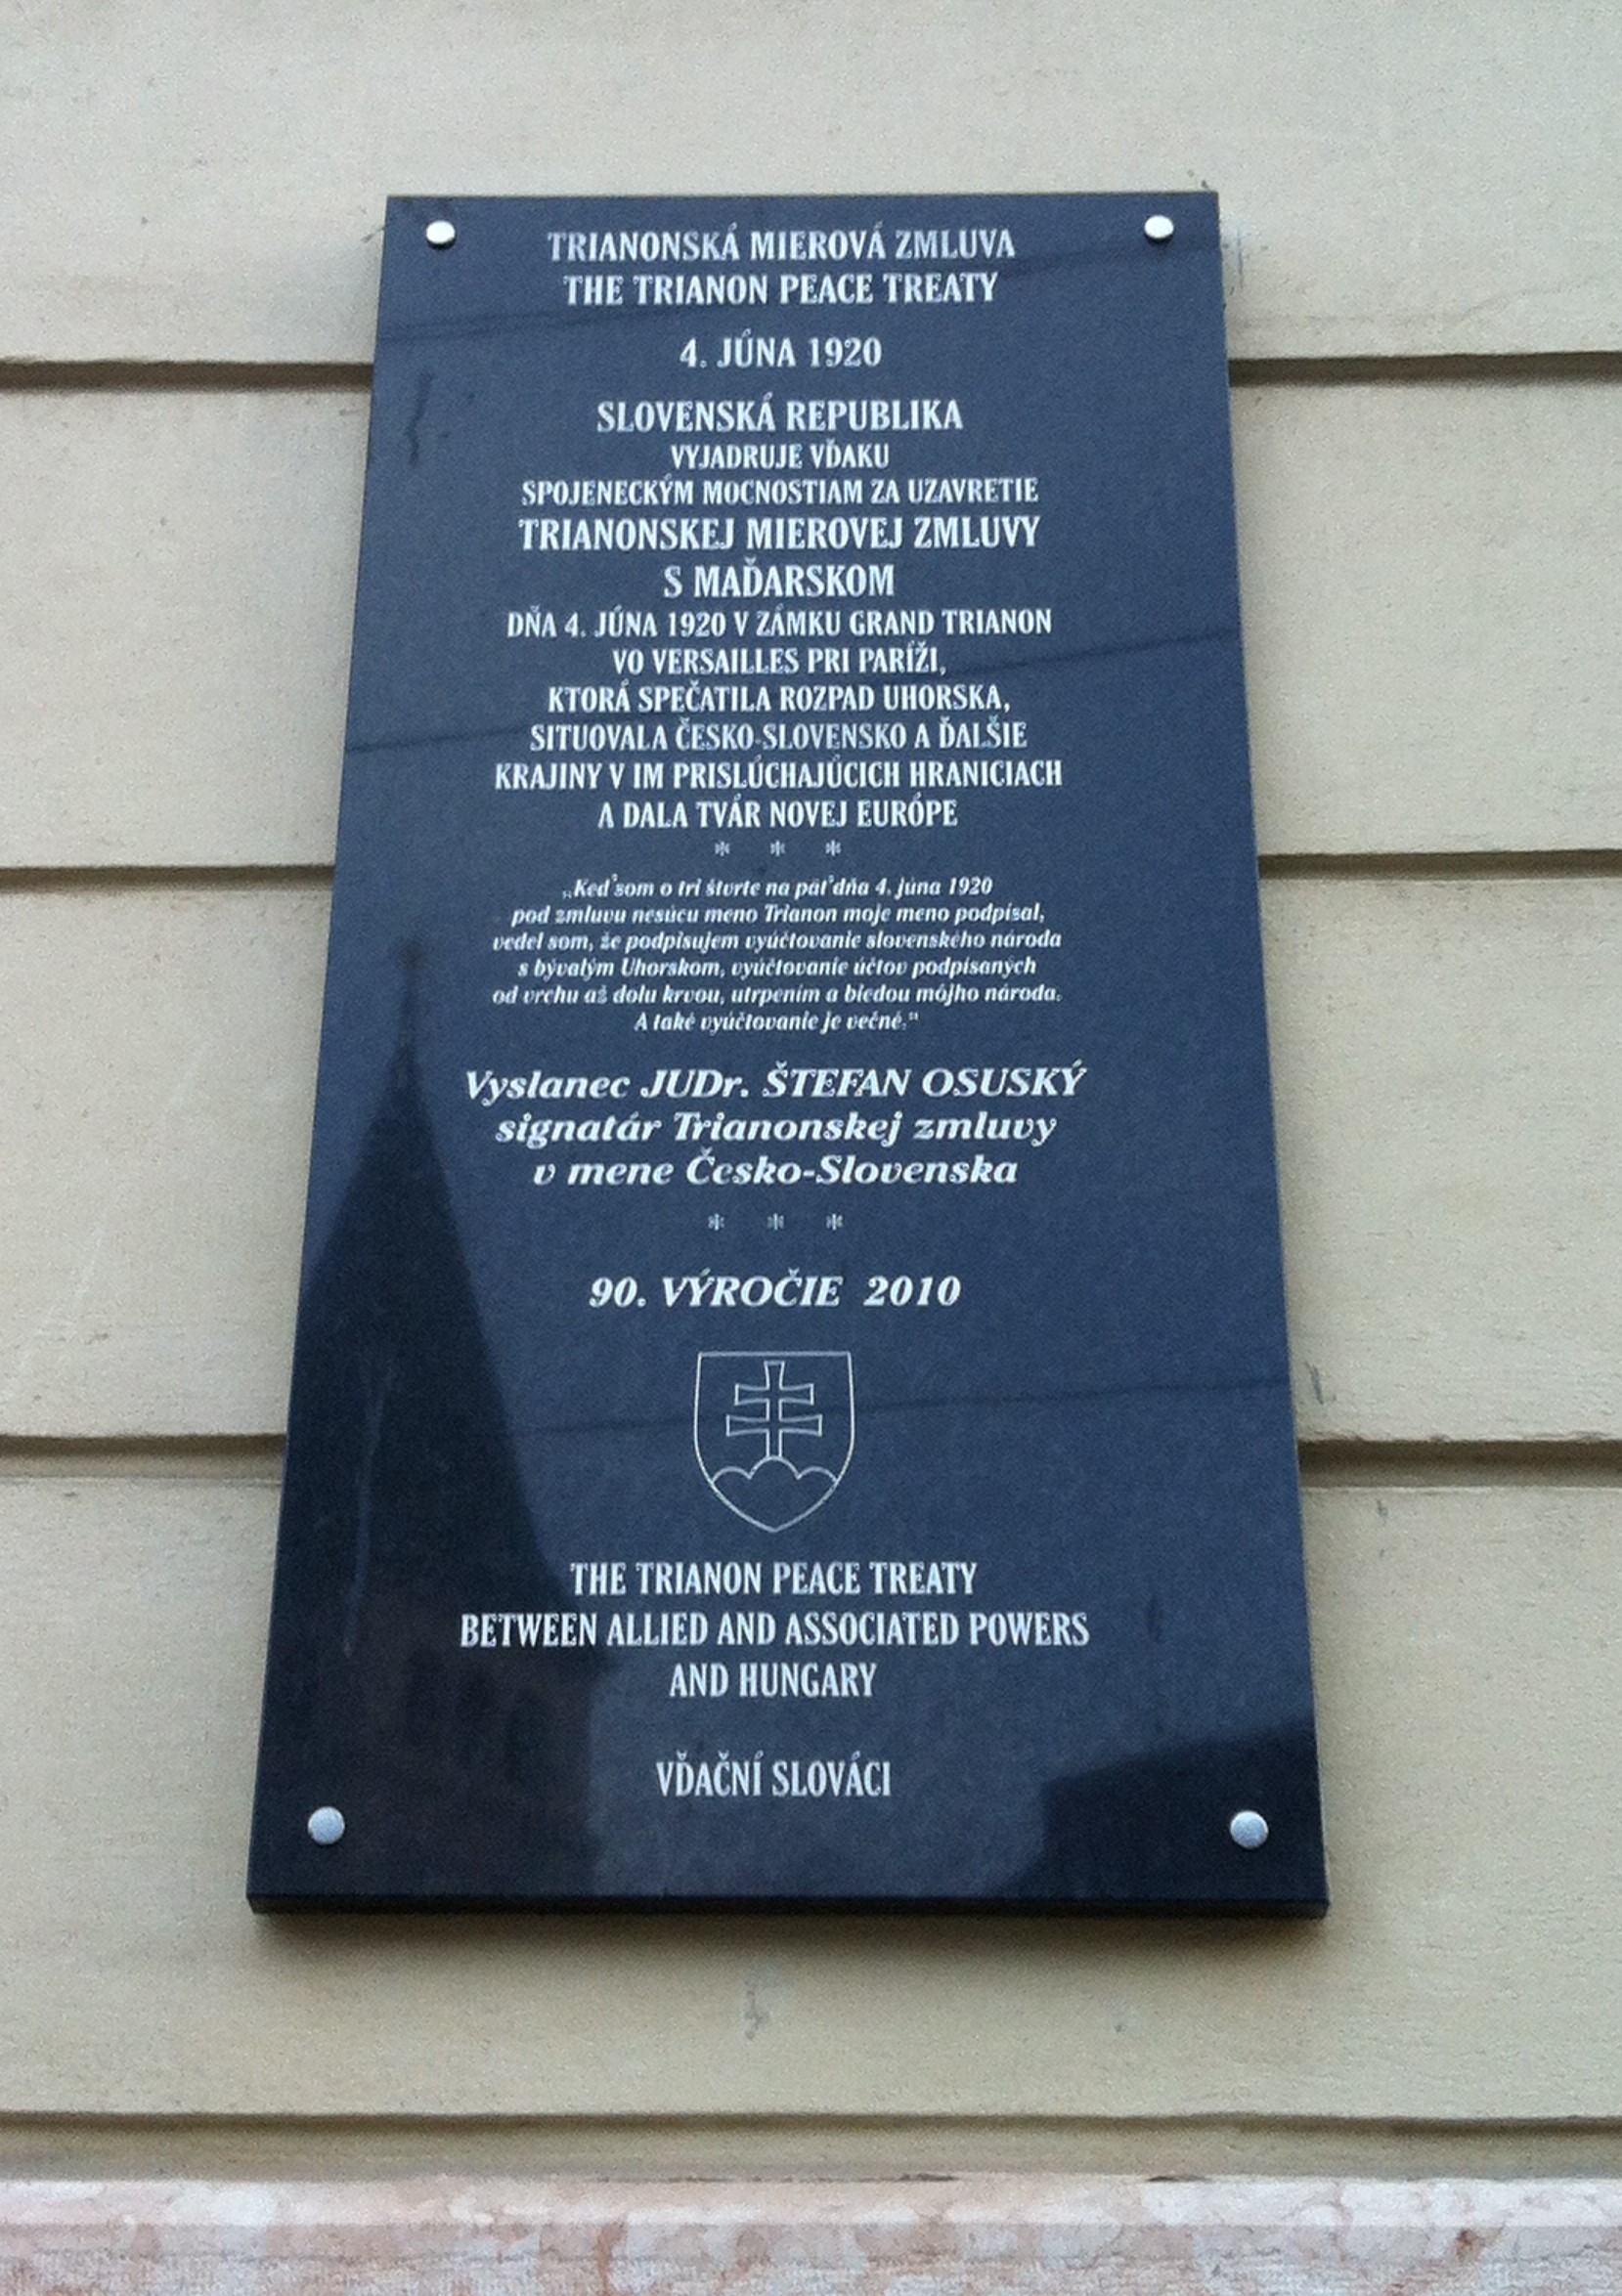 TRIANONSKÁ MIEROVÁ ZMLUVA
THE TRIANON PEACE TREATY
4. JÚNA 1920
SLOVENSKÁ REPUBLIKA
VYJADRUJE VĎAKU
SPOJENECKÝM MOCNOSTIAM ZA UZAVRETIE
TRIANONSKEJ MIEROVEJ ZMLUVY
S MAĎARSKOM
DŇA 4. JÚNA 1920 V ZÁMKU GRAND TRIANON
VO VERSAILLES PRI PARÍŽI,
KTORÁ SPEČATILA ROZPAD UHORSKA,
SITUOVALA ČESKO-SLOVENSKO A ĎALŠIE
KRAJINY V IM PRISLÚCHAJÚCICH HRANICIACH
A DALA TVÁR NOVEJ EURÓPE
* * *
„Keď som o tri štvrte na päť dňa 4. júna 1920
pod zmluvu nesúcu meno Trianon moje meno podpísal,
vedel som, že podpisujem vyúčtovanie slovenského národa
s bývalým Uhorskom, vyúčtovanie účtov podpísaných
od vrchu až dolu krvou, utrpením a biedou môjho národa.
A také vyúčtovanie je večné."
Vyslanec JUDr. ŠTEFAN OSUSKÝ
signatár Trianonskej zmluvy
v mene Česko-Slovenska
* * *
90. VÝROČIE 2010
THE TRIANON PEACE TREATY
BETWEEN ALLIED AND ASSOCIATED POWERS
AND HUNGARY
VĎAČNÍ SLOVÁCI